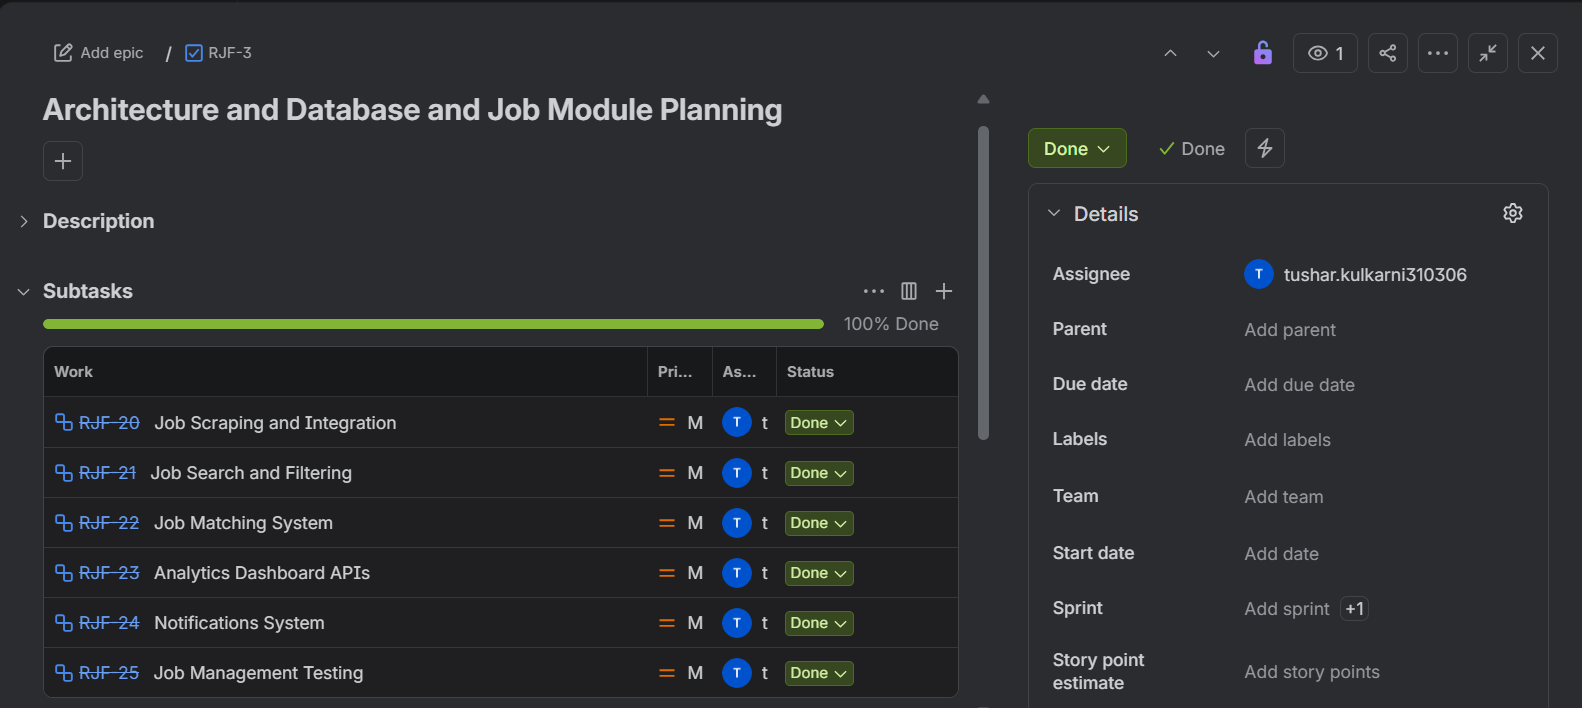 Add epic / RJF-3
1
Architecture and Database and Job Module Planning
Done Done
Description
Details
Assignee T tushar.kulkarni310306
Subtasks
100% Done
Parent Add parent
Work Pri... As... Status
Due date Add due date
RJF-20 Job Scraping and Integration M T t Done
Labels Add labels
RJF-21 Job Search and Filtering M T t Done
Team Add team
RJF-22 Job Matching System M T t Done
Start date Add date
RJF-23 Analytics Dashboard APIs M T t Done
Sprint Add sprint +1
RJF-24 Notifications System M T t Done
Story point
estimate Add story points
RJF-25 Job Management Testing M T t Done